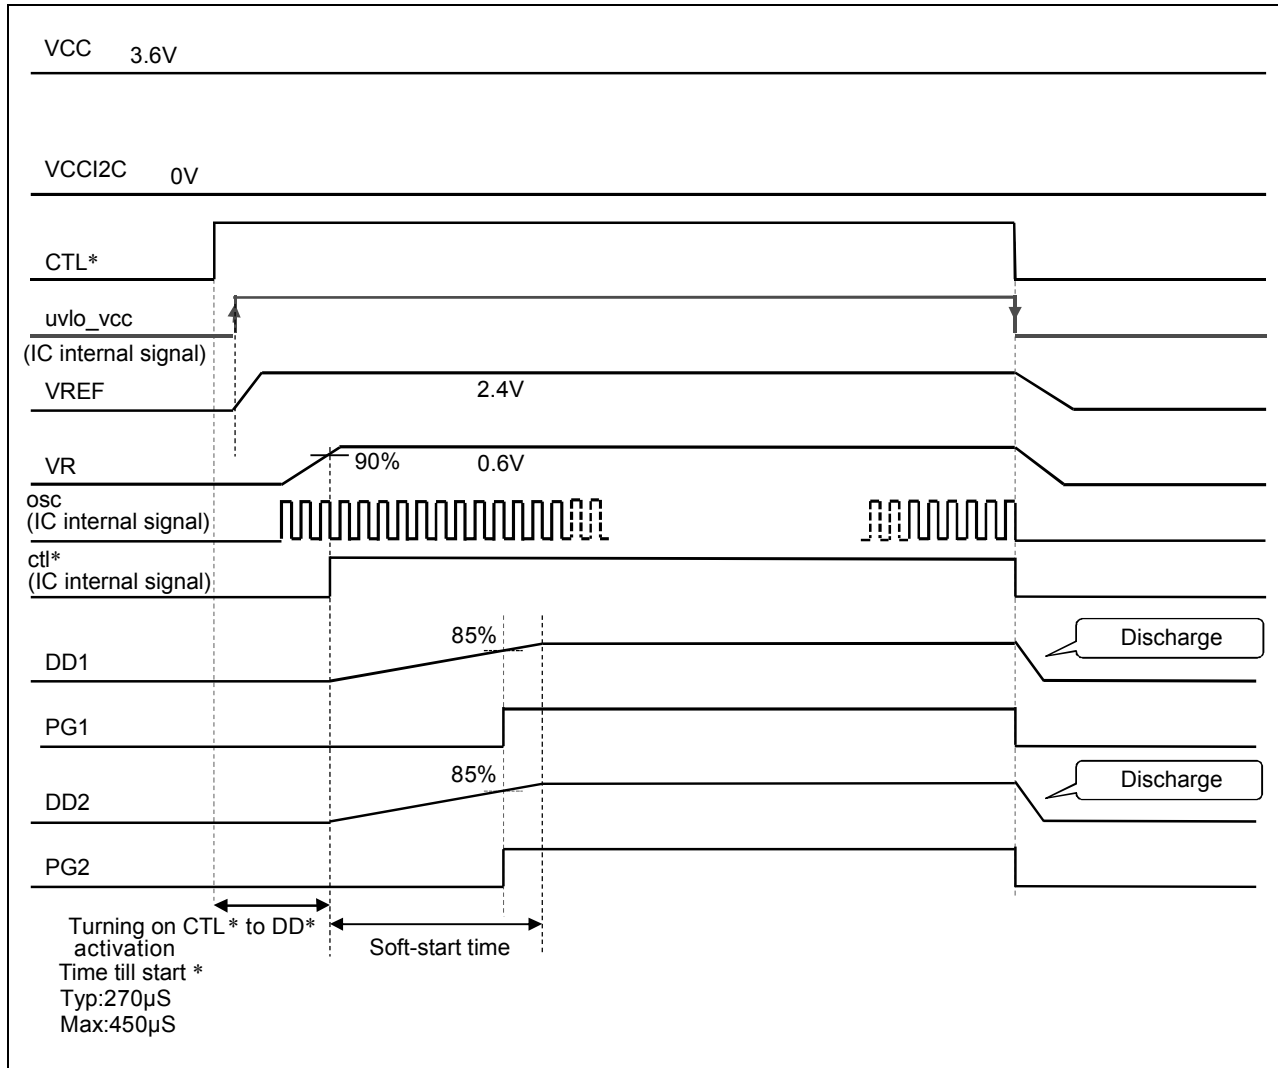 VCC 3.6V
VCCI2C 0V
CTL*
uvlo_vcc
(IC internal signal)
VREF 2.4V
VR 90% 0.6V
osc
(IC internal signal)
ctl*
(IC internal signal)
85% Discharge
DD1
PG1
85% Discharge
DD2
PG2
Turning on CTL* to DD*
activation
Soft-start time
Time till start *
Typ:270µS
Max:450µS